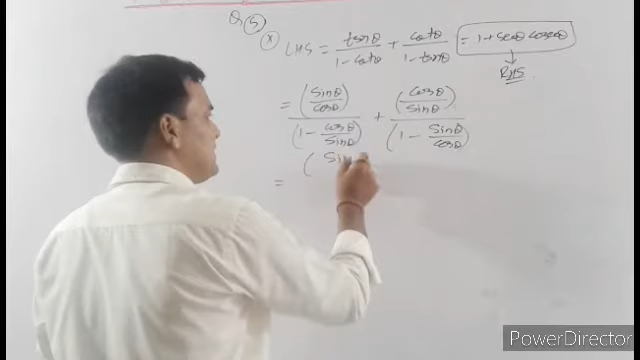 Q (5)
(x) LHS = tanθ/1-cotθ + cotθ/1-tanθ = 1+secθ cosecθ
RHS
= (sinθ/cosθ)/(1-cosθ/sinθ) + (cosθ/sinθ)/(1-sinθ/cosθ)
= (sin
PowerDirector